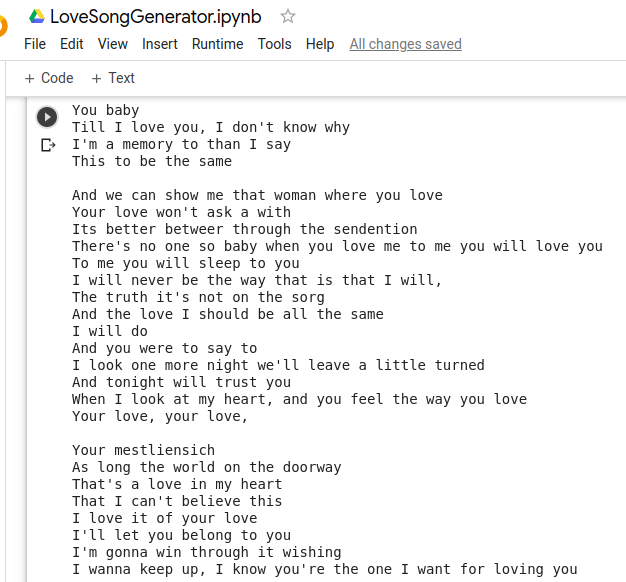 LoveSongGenerator.ipynb
File Edit View Insert Runtime Tools Help All changes saved
+ Code + Text
You baby
Till I love you, I don't know why
I'm a memory to than I say
This to be the same
And we can show me that woman where you love
Your love won't ask a with
Its better betweer through the sendention
There's no one so baby when you love me to me you will love you
To me you will sleep to you
I will never be the way that is that I will,
The truth it's not on the sorg
And the love I should be all the same
I will do
And you were to say to
I look one more night we'll leave a little turned
And tonight will trust you
When I look at my heart, and you feel the way you love
Your love, your love,
Your mestliensich
As long the world on the doorway
That's a love in my heart
That I can't believe this
I love it of your love
I'll let you belong to you
I'm gonna win through it wishing
I wanna keep up, I know you're the one I want for loving you